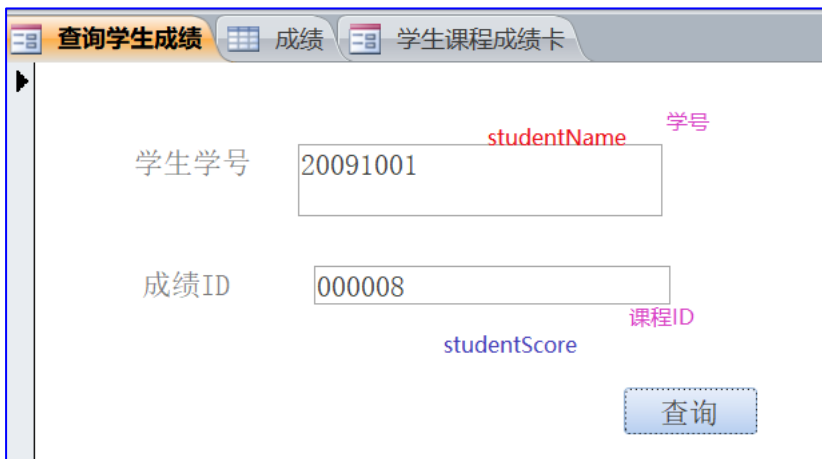 查询学生成绩 成绩 学生课程成绩卡
学号
studentName
学生学号 20091001
成绩ID 000008
课程ID
studentScore
查询